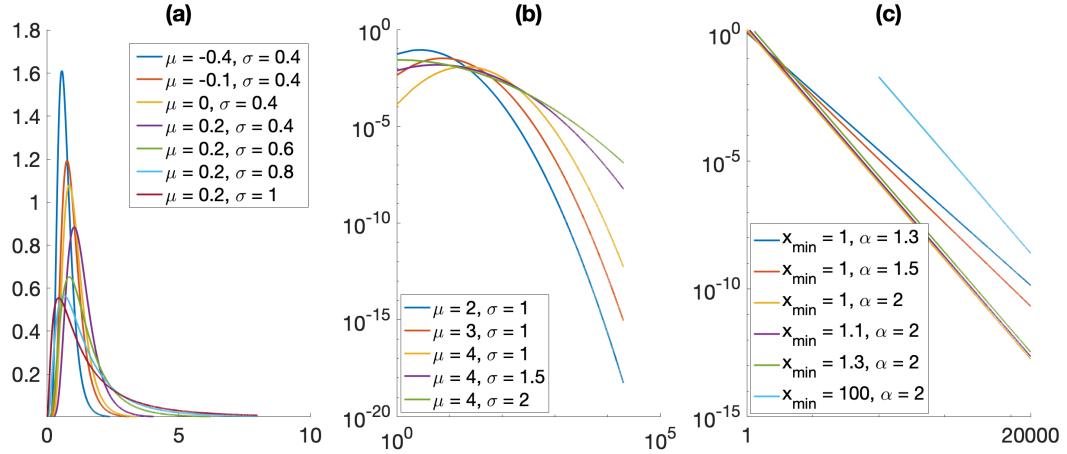 (a)
1.8
1.6
1.4
1.2
1
0.8
0.6
0.4
0.2
0
5
10
μ = -0.4, σ = 0.4
μ = -0.1, σ = 0.4
μ = 0, σ = 0.4
μ = 0.2, σ = 0.4
μ = 0.2, σ = 0.6
μ = 0.2, σ = 0.8
μ = 0.2, σ = 1
(b)
10^0
10^-5
10^-10
10^-15
10^-20
10^0
10^5
μ = 2, σ = 1
μ = 3, σ = 1
μ = 4, σ = 1
μ = 4, σ = 1.5
μ = 4, σ = 2
(c)
10^0
10^-5
10^-10
10^-15
1
20000
x_min = 1, α = 1.3
x_min = 1, α = 1.5
x_min = 1, α = 2
x_min = 1.1, α = 2
x_min = 1.3, α = 2
x_min = 100, α = 2